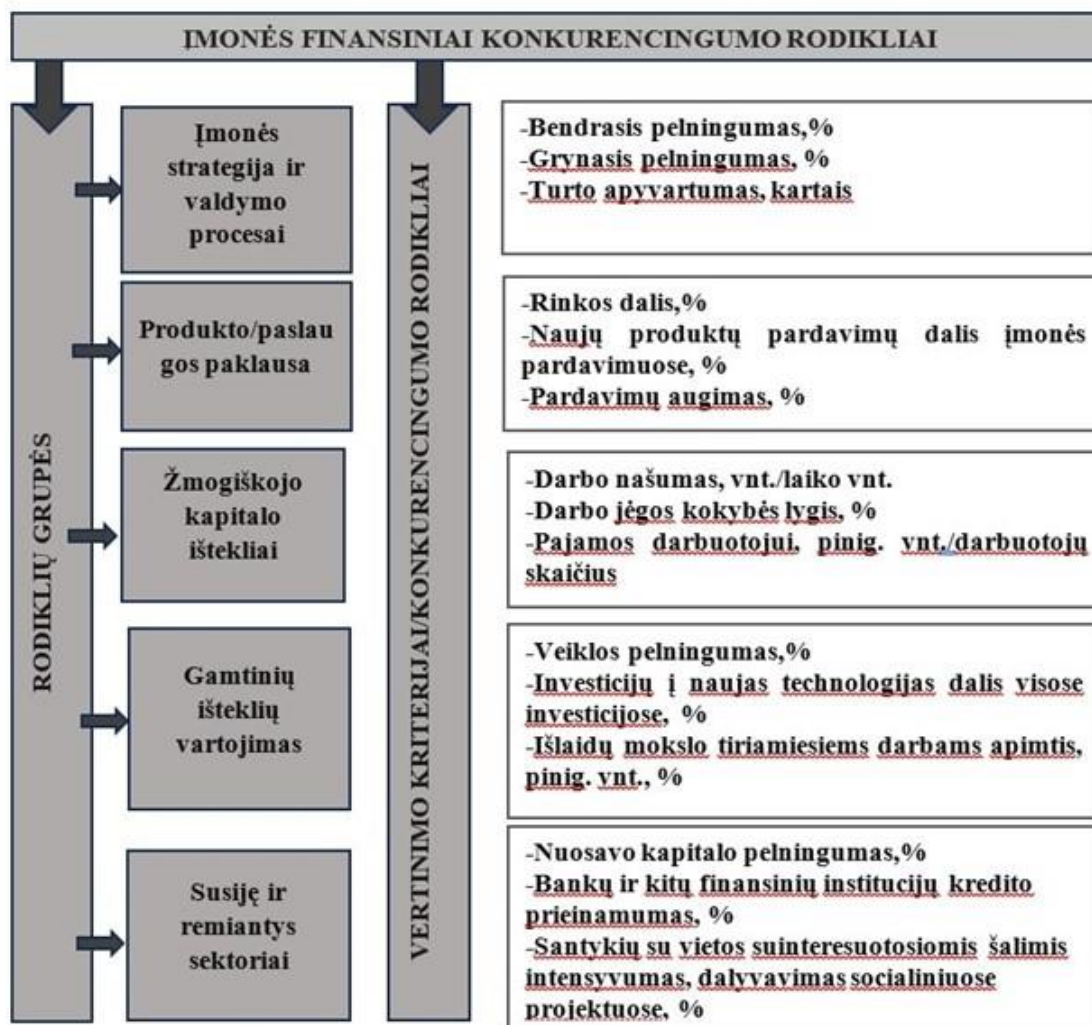 ĮMONĖS FINANSINIAI KONKURENCINGUMO RODIKLIAI
RODIKLIŲ GRUPĖS
VERTINIMO KRITERIJAI/KONKURENCINGUMO RODIKLIAI
Įmonės
strategija ir
valdymo
procesai
-Bendrasis pelningumas,%
-Grynasis pelningumas, %
-Turto apyvartumas, kartais
Produkto/paslau
gos paklausa
-Rinkos dalis,%
-Naujų produktų pardavimų dalis įmonės
pardavimuose, %
-Pardavimų augimas, %
Žmogiškojo
kapitalo
ištekliai
-Darbo našumas, vnt./laiko vnt.
-Darbo jėgos kokybės lygis, %
-Pajamos darbuotojui, pinig. vnt./darbuotojų
skaičius
Gamtinių
išteklių
vartojimas
-Veiklos pelningumas,%
-Investicijų į naujas technologijas dalis visose
investicijose, %
-Išlaidų mokslo tiriamiesiems darbams apimtis,
pinig. vnt., %
Susiję ir
remiantys
sektoriai
-Nuosavo kapitalo pelningumas,%
-Bankų ir kitų finansinių institucijų kredito
prieinamumas, %
-Santykių su vietos suinteresuotosiomis šalimis
intensyvumas, dalyvavimas socialiniuose
projektuose, %